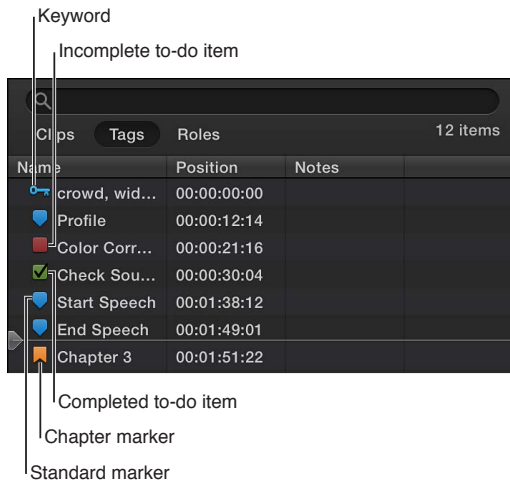 Keyword
Incomplete to-do item
Clips Tags Roles 12 items
Name Position Notes
crowd, wid... 00:00:00:00
Profile 00:00:12:14
Color Corr... 00:00:21:16
Check Sou... 00:00:30:04
Start Speech 00:01:38:12
End Speech 00:01:49:01
Chapter 3 00:01:51:22
Completed to-do item
Chapter marker
Standard marker